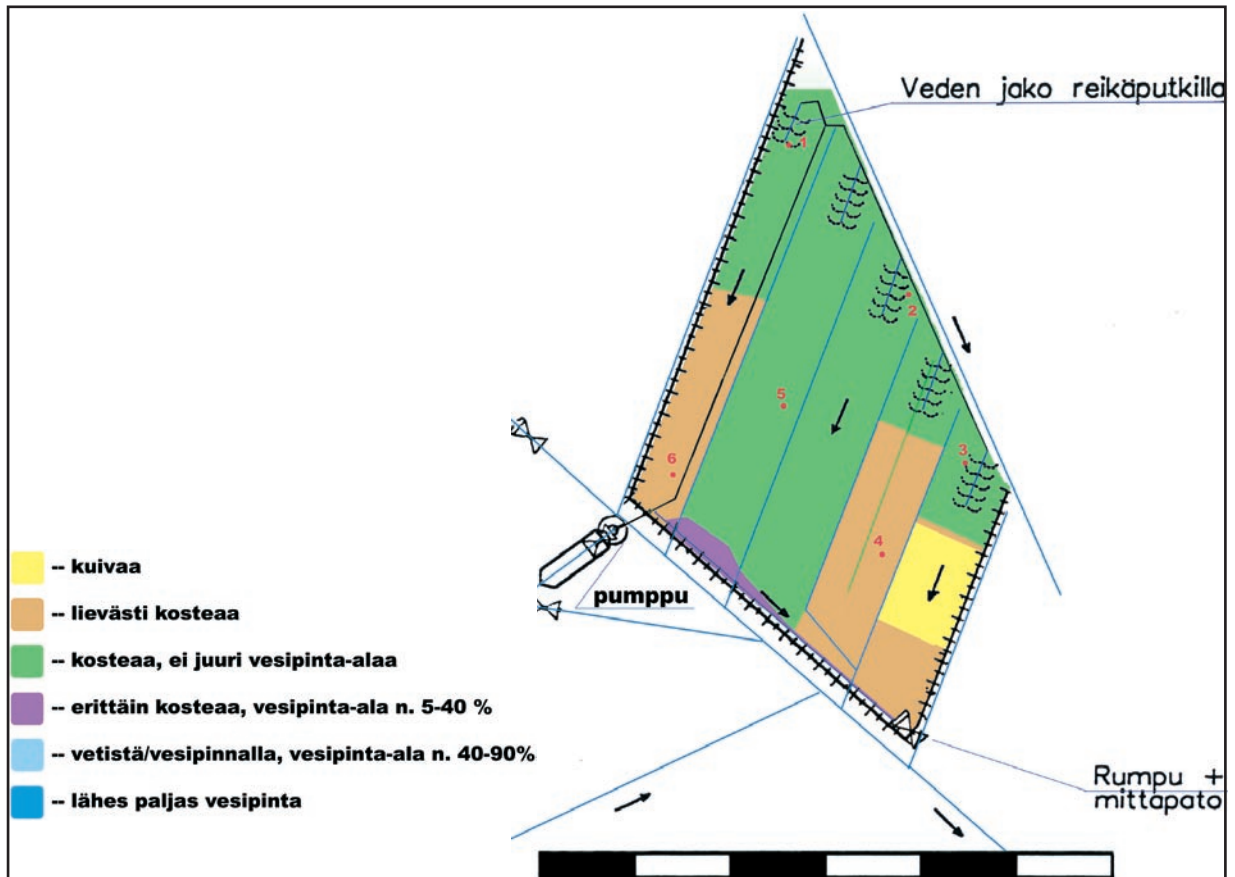 Veden jako reikäputkilla
1
2
5
3
6
4
pumppu
-- kuivaa
-- lievästi kosteaa
-- kosteaa, ei juuri vesipinta-alaa
-- erittäin kosteaa, vesipinta-ala n. 5-40 %
-- vetistä/vesipinnalla, vesipinta-ala n. 40-90%
-- lähes paljas vesipinta
Rumpu +
mittapato